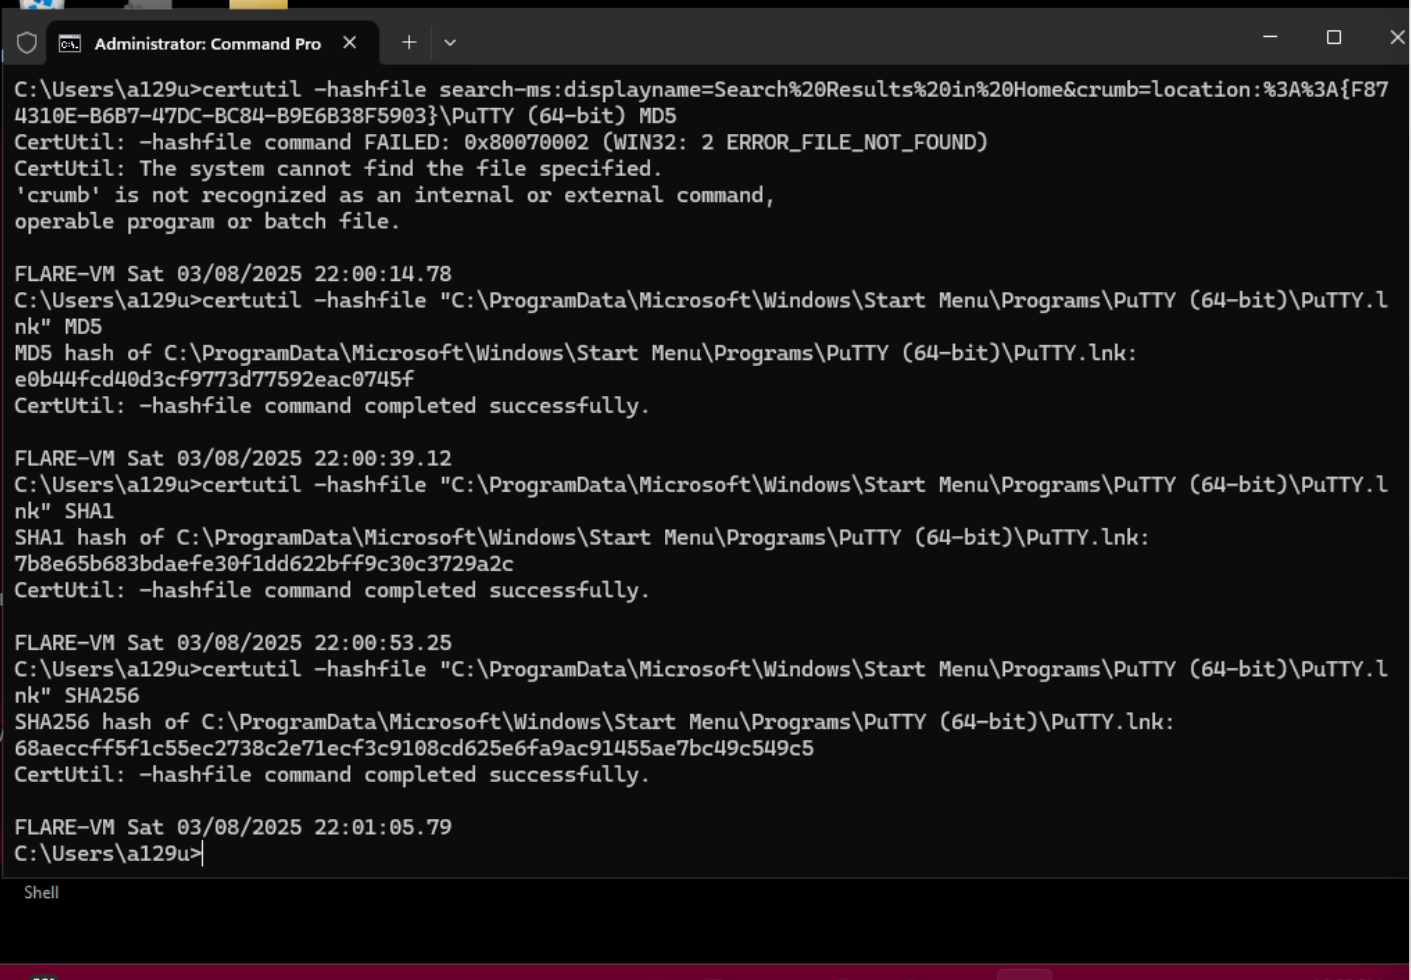 Administrator: Command Pro
C:\Users\a129u>certutil -hashfile search-ms:displayname=Search%20Results%20in%20Home&crumb=location:%3A%3A{F87
4310E-B6B7-47DC-BC84-B9E6B38F5903}\PuTTY (64-bit) MD5
CertUtil: -hashfile command FAILED: 0x80070002 (WIN32: 2 ERROR_FILE_NOT_FOUND)
CertUtil: The system cannot find the file specified.
'crumb' is not recognized as an internal or external command,
operable program or batch file.
FLARE-VM Sat 03/08/2025 22:00:14.78
C:\Users\a129u>certutil -hashfile "C:\ProgramData\Microsoft\Windows\Start Menu\Programs\PuTTY (64-bit)\PuTTY.l
nk" MD5
MD5 hash of C:\ProgramData\Microsoft\Windows\Start Menu\Programs\PuTTY (64-bit)\PuTTY.lnk:
e0b44fcd40d3cf9773d77592eac0745f
CertUtil: -hashfile command completed successfully.
FLARE-VM Sat 03/08/2025 22:00:39.12
C:\Users\a129u>certutil -hashfile "C:\ProgramData\Microsoft\Windows\Start Menu\Programs\PuTTY (64-bit)\PuTTY.l
nk" SHA1
SHA1 hash of C:\ProgramData\Microsoft\Windows\Start Menu\Programs\PuTTY (64-bit)\PuTTY.lnk:
7b8e65b683bdaefe30f1dd622bff9c30c3729a2c
CertUtil: -hashfile command completed successfully.
FLARE-VM Sat 03/08/2025 22:00:53.25
C:\Users\a129u>certutil -hashfile "C:\ProgramData\Microsoft\Windows\Start Menu\Programs\PuTTY (64-bit)\PuTTY.l
nk" SHA256
SHA256 hash of C:\ProgramData\Microsoft\Windows\Start Menu\Programs\PuTTY (64-bit)\PuTTY.lnk:
68aeccff5f1c55ec2738c2e71ecf3c9108cd625e6fa9ac91455ae7bc49c549c5
CertUtil: -hashfile command completed successfully.
FLARE-VM Sat 03/08/2025 22:01:05.79
C:\Users\a129u>
Shell